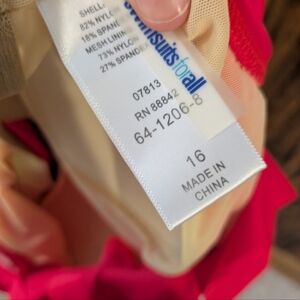 SHELL:
82% NYLON
18% SPANDEX
MESH LINING
73% NYLON
27% SPANDEX
swimsuitsforall
07813
RN 88842
64-1206-8
16
MADE IN
CHINA